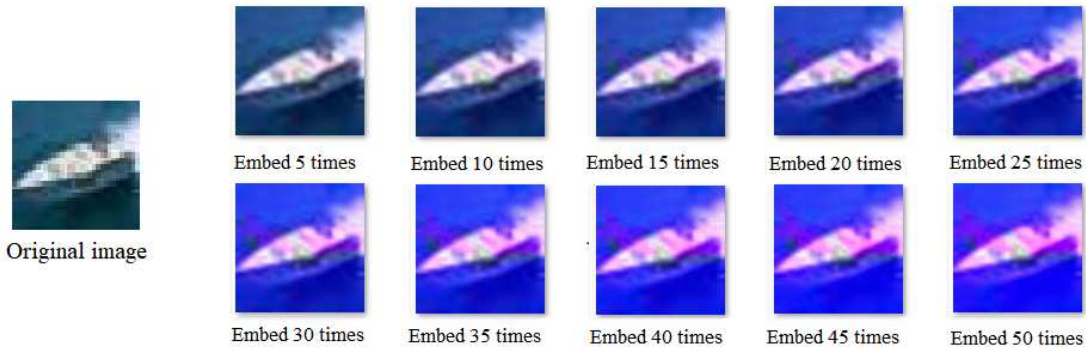 Embed 5 times
Embed 10 times
Embed 15 times
Embed 20 times
Embed 25 times
Original image
Embed 30 times
Embed 35 times
Embed 40 times
Embed 45 times
Embed 50 times